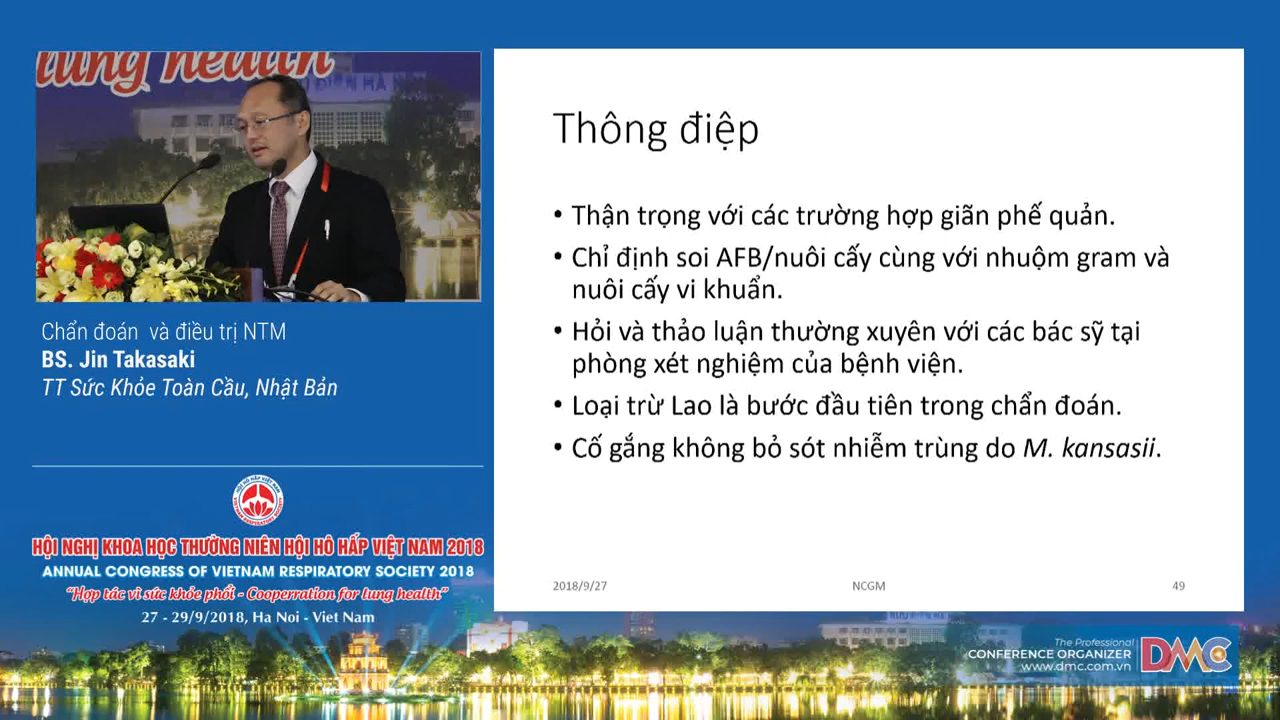 lung health
Chẩn đoán và điều trị NTM
BS. Jin Takasaki
TT Sức Khỏe Toàn Cầu, Nhật Bản
HỘI NGHỊ KHOA HỌC THƯỜNG NIÊN HỘI HÔ HẤP VIỆT NAM 2018
ANNUAL CONGRESS OF VIETNAM RESPIRATORY SOCIETY 2018
“Hợp tác vì sức khỏe phổi - Cooperration for lung health”
27 - 29/9/2018, Ha Noi - Viet Nam
Thông điệp
• Thận trọng với các trường hợp giãn phế quản.
• Chỉ định soi AFB/nuôi cấy cùng với nhuộm gram và
nuôi cấy vi khuẩn.
• Hỏi và thảo luận thường xuyên với các bác sỹ tại
phòng xét nghiệm của bệnh viện.
• Loại trừ Lao là bước đầu tiên trong chẩn đoán.
• Cố gắng không bỏ sót nhiễm trùng do M. kansasii.
2018/9/27
NCGM
49
The Professional
CONFERENCE ORGANIZER
www.dmc.com.vn
DMC